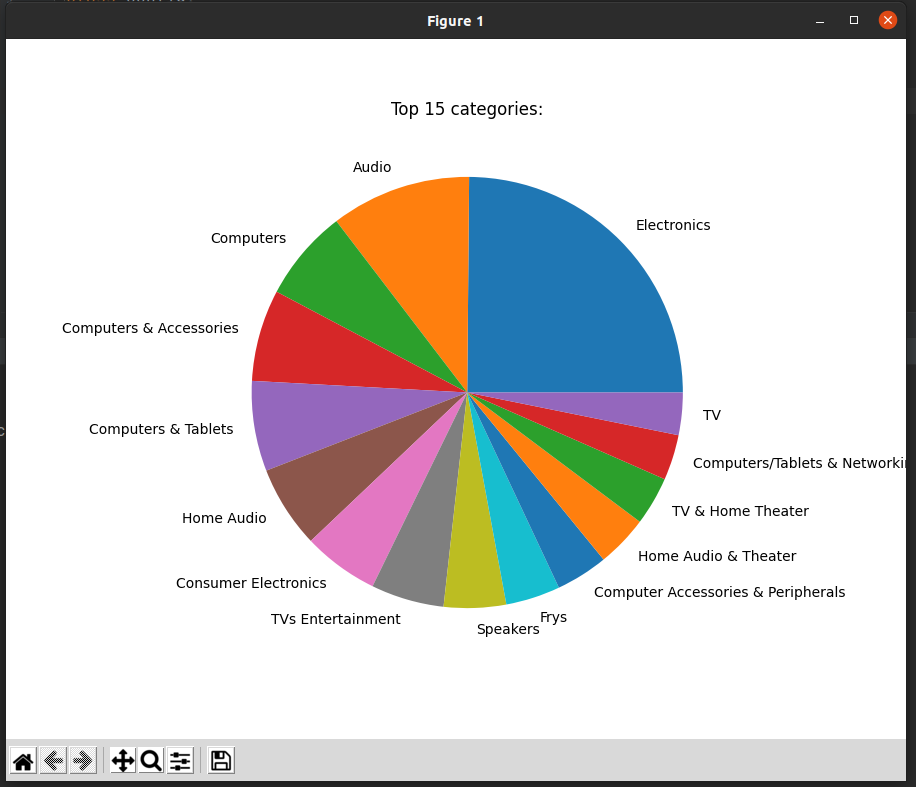 Figure 1
Top 15 categories:
Audio
Electronics
Computers
Computers & Accessories
Computers & Tablets
TV
Computers/Tablets & Networkin
Home Audio
TV & Home Theater
Home Audio & Theater
Consumer Electronics
Computer Accessories & Peripherals
TVs Entertainment
Frys
Speakers